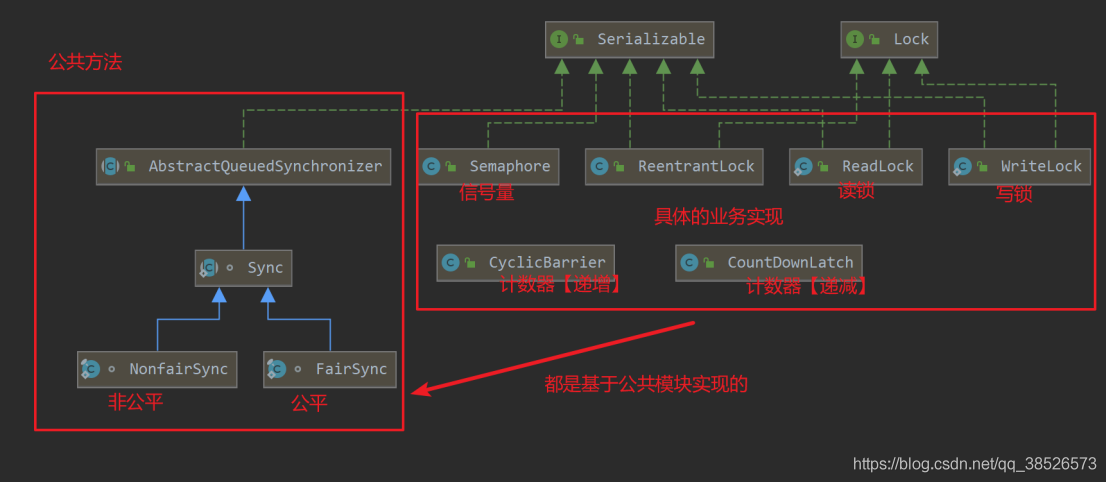 Serializable
Lock
公共方法
AbstractQueuedSynchronizer
Semaphore
ReentrantLock
ReadLock
WriteLock
信号量
读锁
写锁
具体的业务实现
Sync
CyclicBarrier
CountDownLatch
计数器【递增】
计数器【递减】
NonfairSync
FairSync
非公平
公平
都是基于公共模块实现的
https://blog.csdn.net/qq_38526573